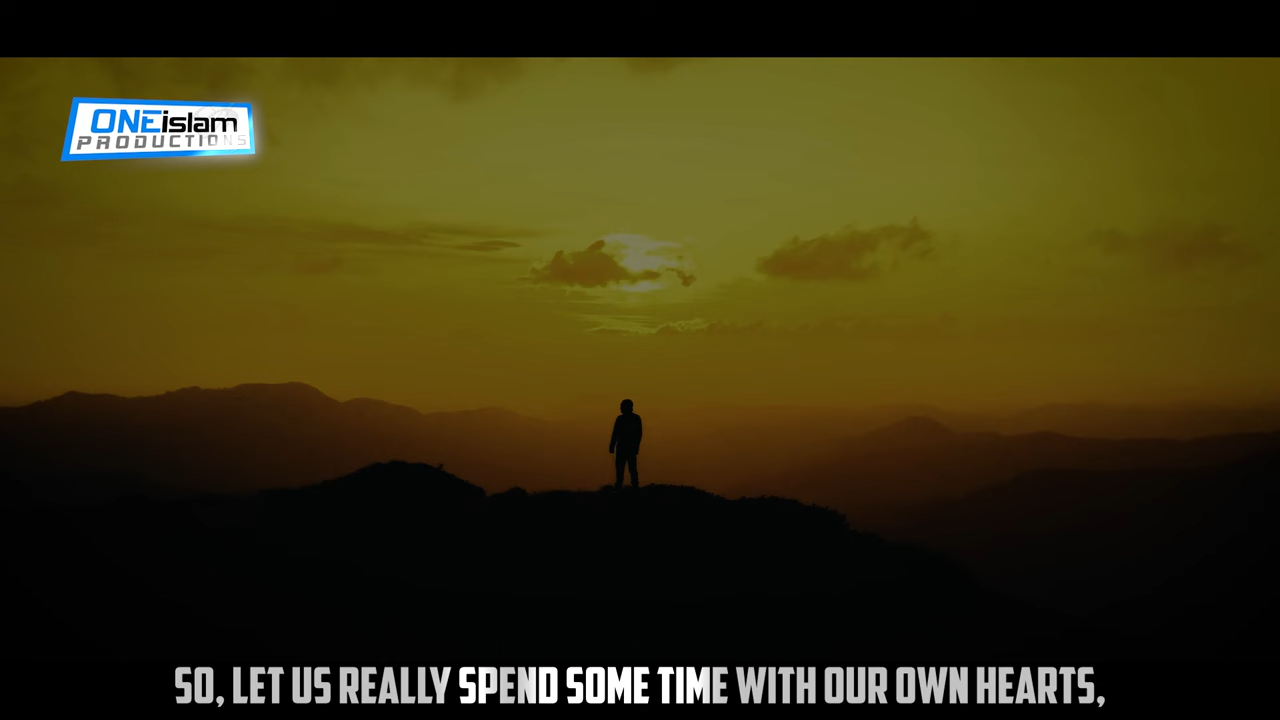 ONEislam
PRODUCTIONS
SO, LET US REALLY SPEND SOME TIME WITH OUR OWN HEARTS,